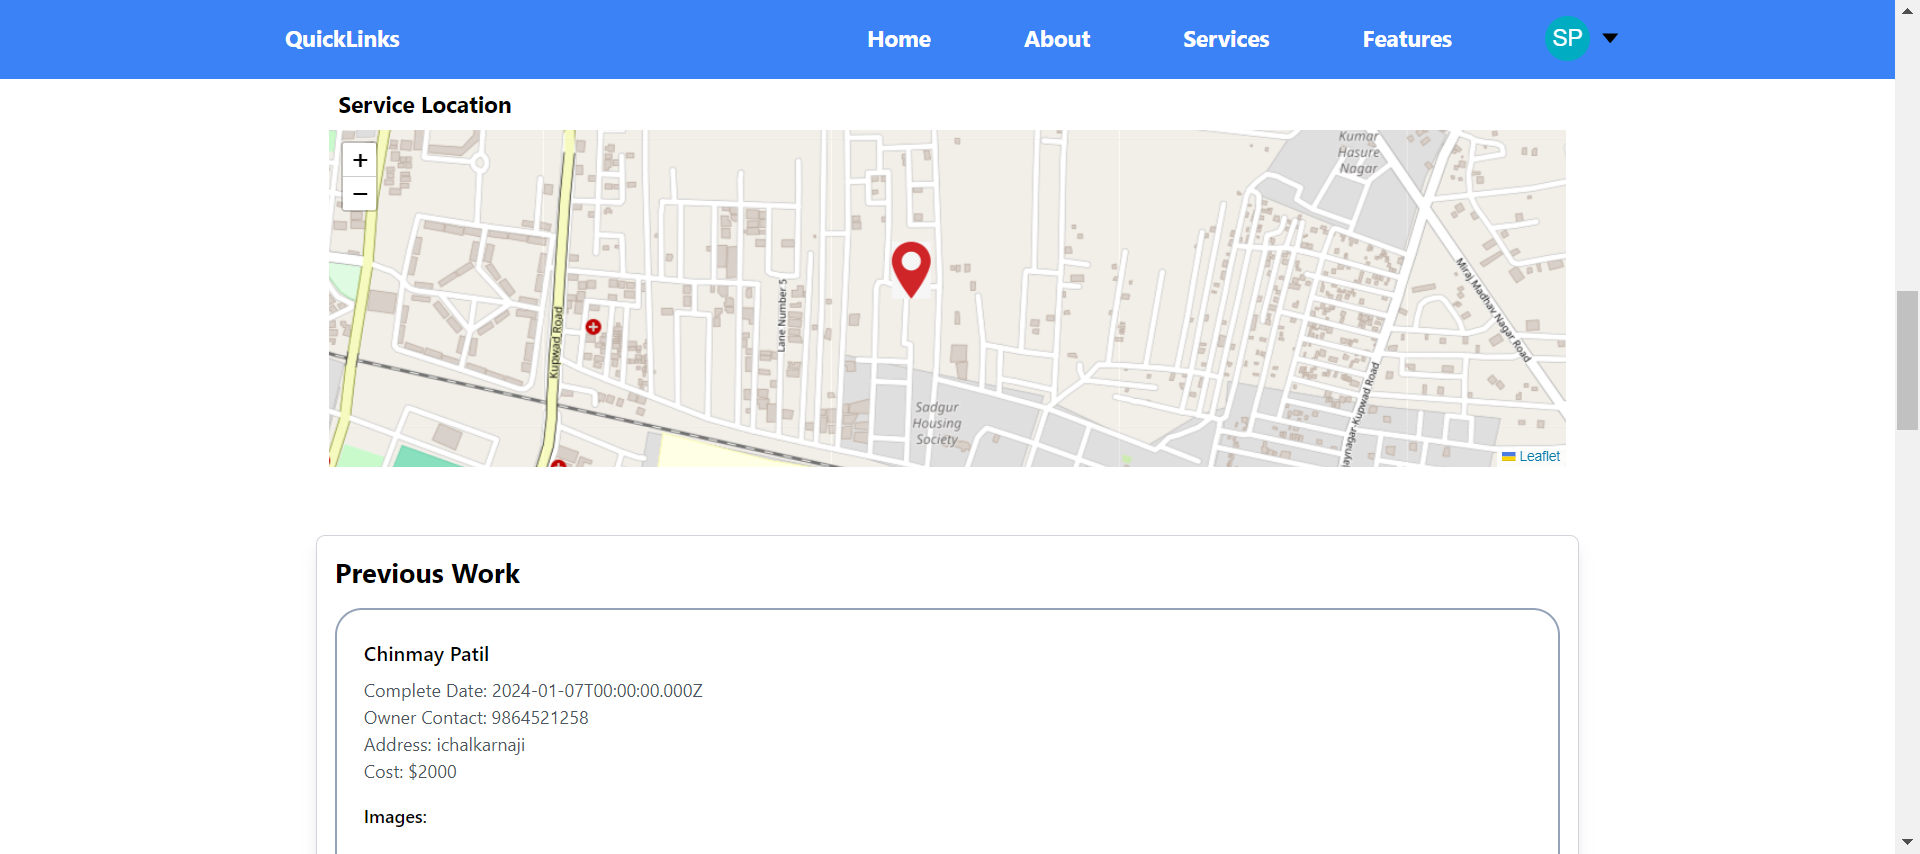 QuickLinks Home About Services Features SP
Service Location
+
−
Kumar
Hasure
Nagar
Miraj Madhav Nagar Road
Lane Number 5
Kupwad Road
Sadgur
Housing
Society
aynagar-Kupwad Road
Leaflet
Previous Work
Chinmay Patil
Complete Date: 2024-01-07T00:00:00.000Z
Owner Contact: 9864521258
Address: ichalkarnaji
Cost: $2000
Images: